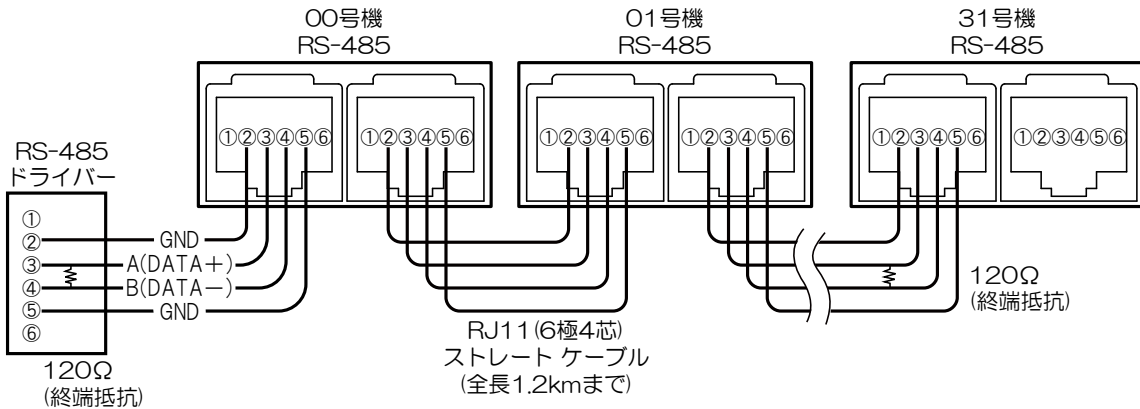 00号機
RS-485
01号機
RS-485
31号機
RS-485
①②③④⑤⑥
①②③④⑤⑥
①②③④⑤⑥
①②③④⑤⑥
①②③④⑤⑥
①②③④⑤⑥
RS-485
ドライバー
①
②
③
④
⑤
⑥
GND
A(DATA+)
B(DATA−)
GND
120Ω
(終端抵抗)
RJ11(6極4芯)
ストレート ケーブル
(全長1.2kmまで)
120Ω
(終端抵抗)